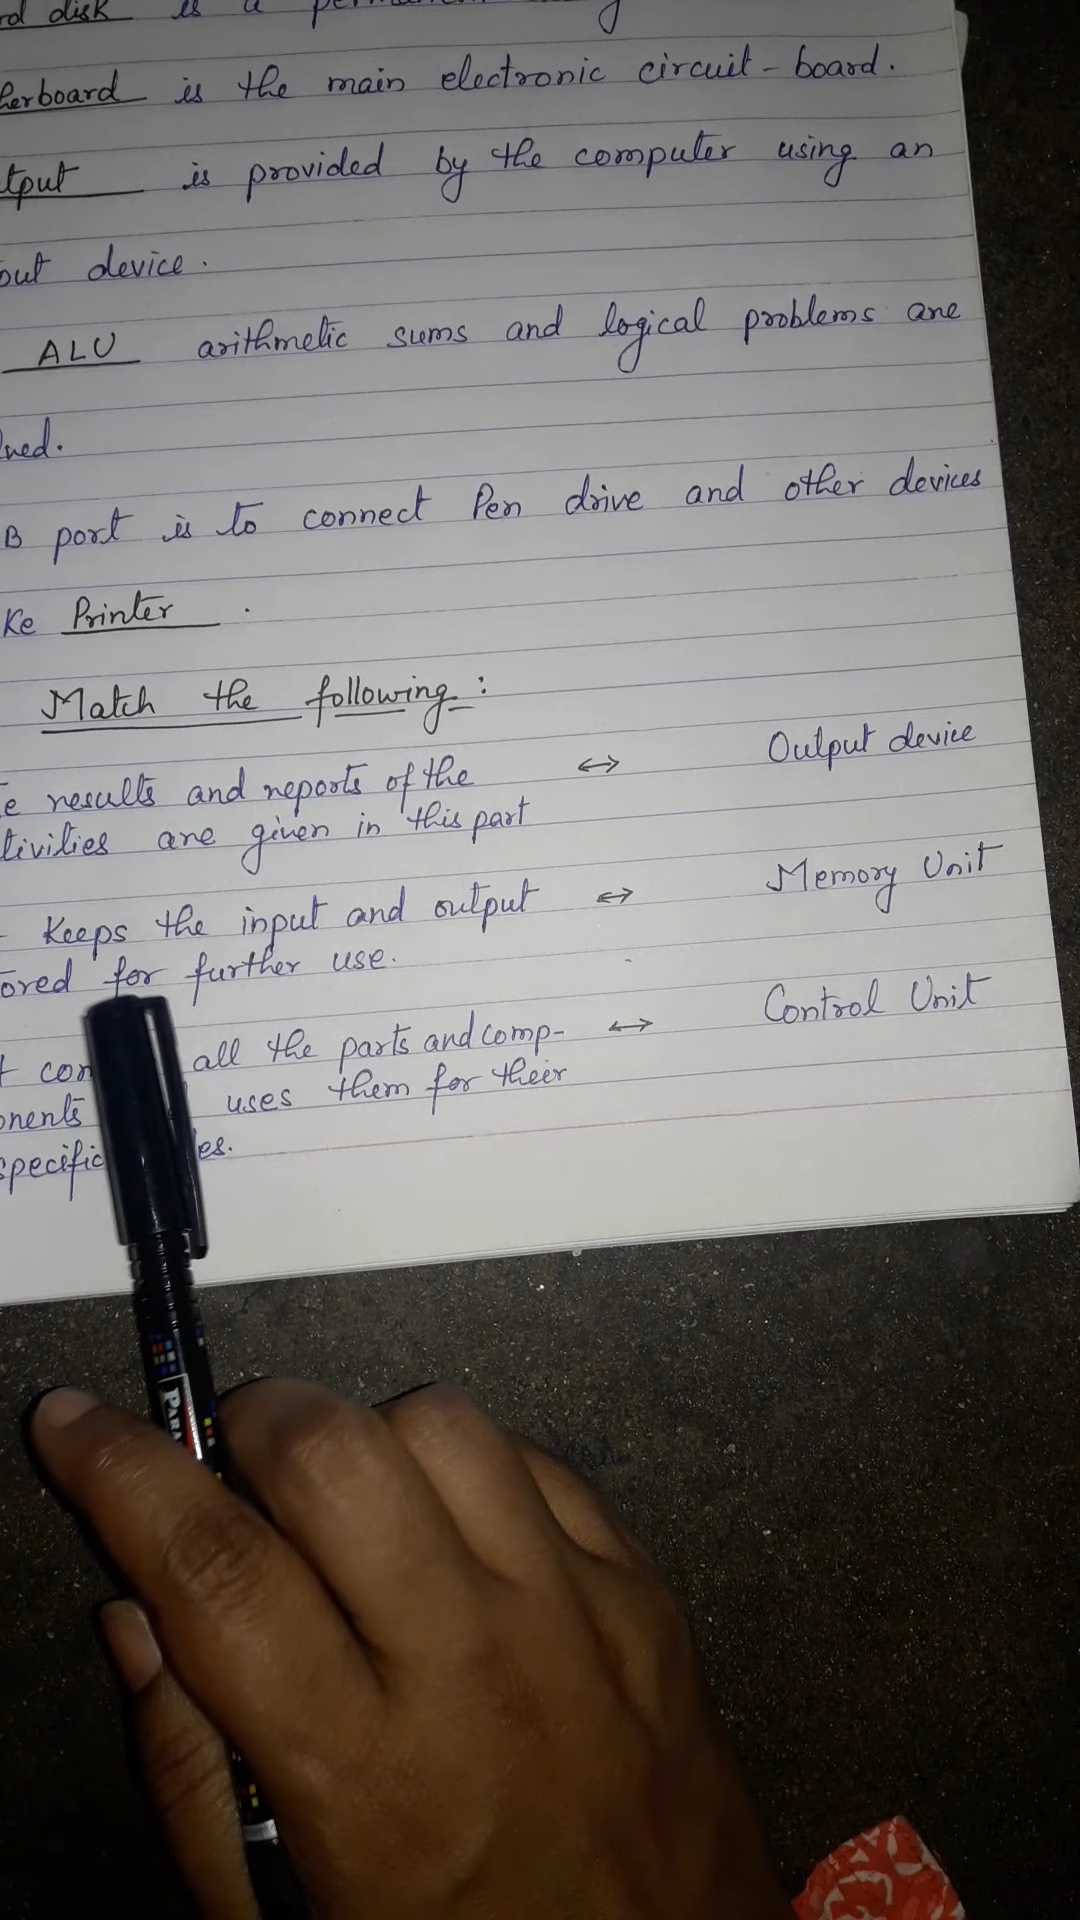 rd disk is a
herboard is the main electronic circuit-board.
tput is provided by the computer using an
out device.
ALU arithmetic sums and logical problems are
lved.
B port is to connect Pen drive and other devices
ke Printer.
Match the following:
e results and reports of the ↔ Output device
tivities are given in this part
Keeps the input and output ↔ Memory Unit
ored for further use.
t con all the parts and comp- ↔ Control Unit
onents uses them for their
specific es.
PARA